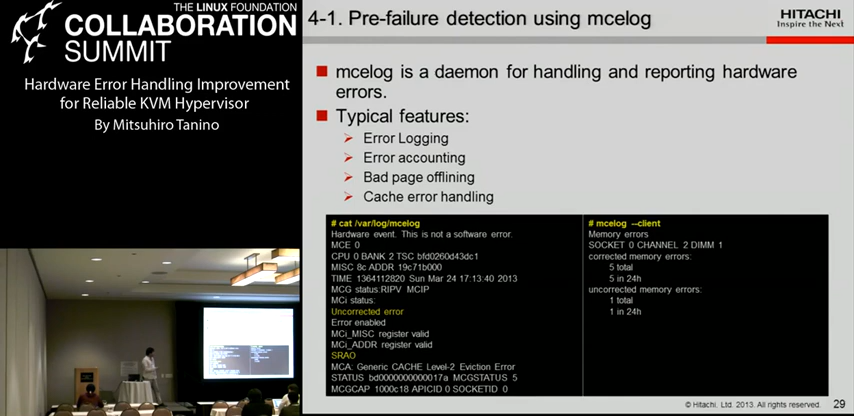 THE LINUX FOUNDATION
COLLABORATION
SUMMIT
Hardware Error Handling Improvement
for Reliable KVM Hypervisor
By Mitsuhiro Tanino
4-1. Pre-failure detection using mcelog
HITACHI
Inspire the Next
mcelog is a daemon for handling and reporting hardware
errors.
Typical features:
Error Logging
Error accounting
Bad page offlining
Cache error handling
# cat /var/log/mcelog
Hardware event. This is not a software error.
MCE 0
CPU 0 BANK 2 TSC bfd0260d43dc1
MISC 8c ADDR 19c71b000
TIME 1364112820 Sun Mar 24 17:13:40 2013
MCG status:RIPV MCIP
MCi status:
Uncorrected error
Error enabled
MCi_MISC register valid
MCi_ADDR register valid
SRAO
MCA: Generic CACHE Level-2 Eviction Error
STATUS bd0000000000017a MCGSTATUS 5
MCGCAP 1000c18 APICID 0 SOCKETID 0
# mcelog --client
Memory errors
SOCKET 0 CHANNEL 2 DIMM 1
corrected memory errors:
5 total
5 in 24h
uncorrected memory errors:
1 total
1 in 24h
© Hitachi, Ltd. 2013. All rights reserved.
29